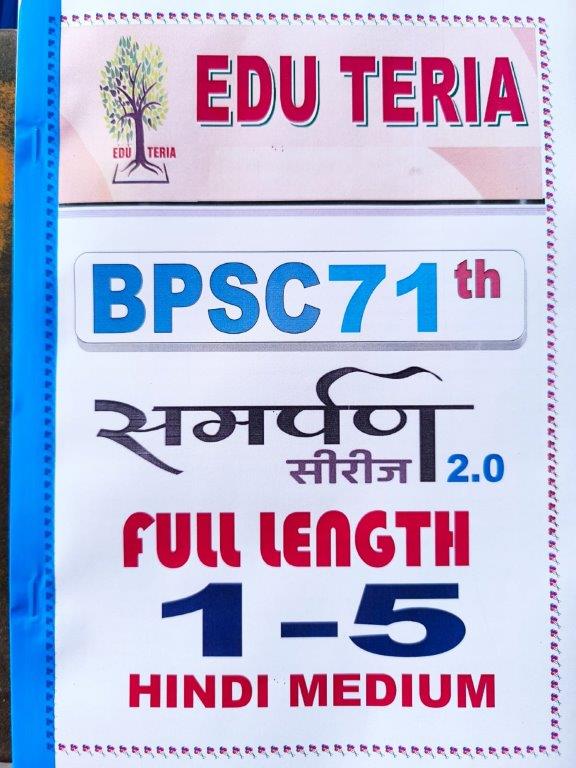 EDU TERIA
EDU TERIA
BPSC 71th
समर्पण
सीरीज 2.0
FULL LENGTH
1-5
HINDI MEDIUM